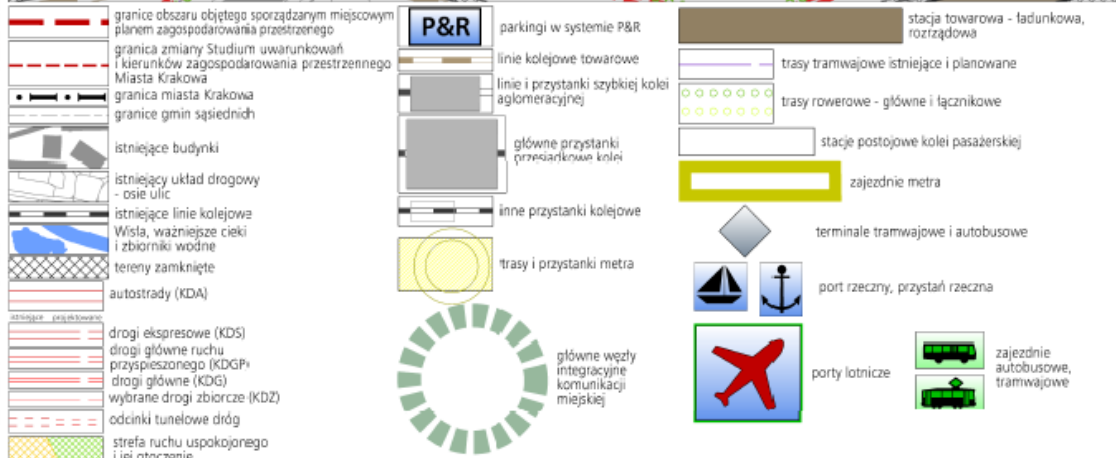 granice obszaru objętego sporządzanym miejscowym
planem zagospodarowania przestrzenego
granica zmiany Studium uwarunkowań
i kierunków zagospodarowania przestrzennego
Miasta Krakowa
granica miasta Krakowa
granice gmin sąsiednich
istniejące budynki
istniejący układ drogowy
- osie ulic
istniejące linie kolejowe
Wisła, ważniejsze cieki
i zbiorniki wodne
tereny zamknięte
autostrady (KDA)
istniejące projektowane
drogi ekspresowe (KDS)
drogi główne ruchu
przyspieszonego (KDGP)
drogi główne (KDG)
wybrane drogi zbiorcze (KDZ)
odcinki tunelowe dróg
strefa ruchu uspokojonego
i jej otoczenie
P&R
parkingi w systemie P&R
linie kolejowe towarowe
linie i przystanki szybkiej kolei
aglomeracyjnej
główne przystanki
przesiadkowe kolei
inne przystanki kolejowe
trasy i przystanki metra
główne węzły
integracyjne
komunikacji
miejskiej
stacja towarowa - ładunkowa,
rozrządowa
trasy tramwajowe istniejące i planowane
trasy rowerowe - główne i łącznikowe
stacje postojowe kolei pasażerskiej
zajezdnie metra
terminale tramwajowe i autobusowe
port rzeczny, przystań rzeczna
porty lotnicze
zajezdnie
autobusowe,
tramwajowe